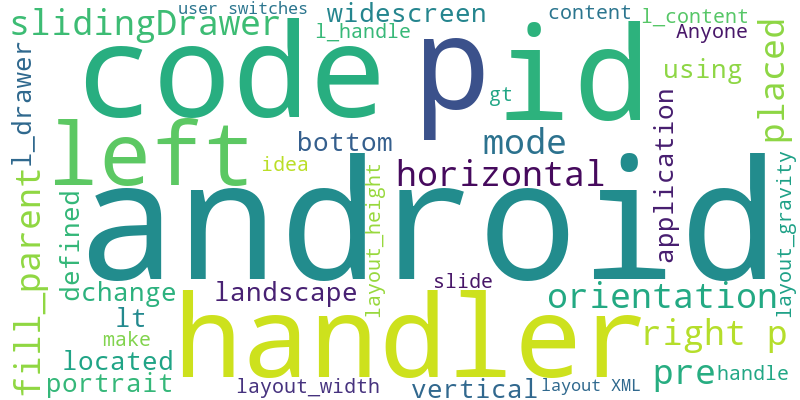 user switches
slidingDrawer
widescreen
content
l_content
l_handle
Anyone
code
p
id
placed
using
gt
l_drawer
left
bottom
mode
application
idea
horizontal
layout_gravity
android
fill_parent
defined
layout_height
change
landscape
slide
orientation
lt
handler
right p
make
located
pre
handle
portrait
layout_width
vertical
layout XML